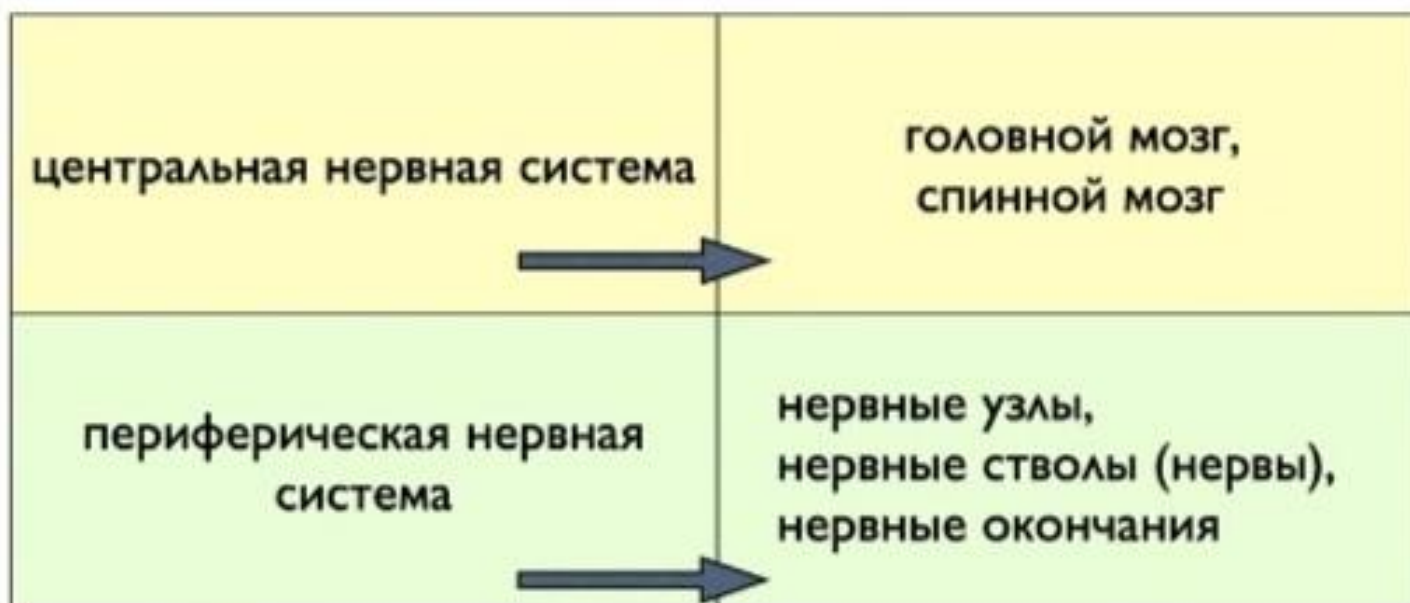 центральная нервная система
головной мозг,
спинной мозг
периферическая нервная
система
нервные узлы,
нервные стволы (нервы),
нервные окончания